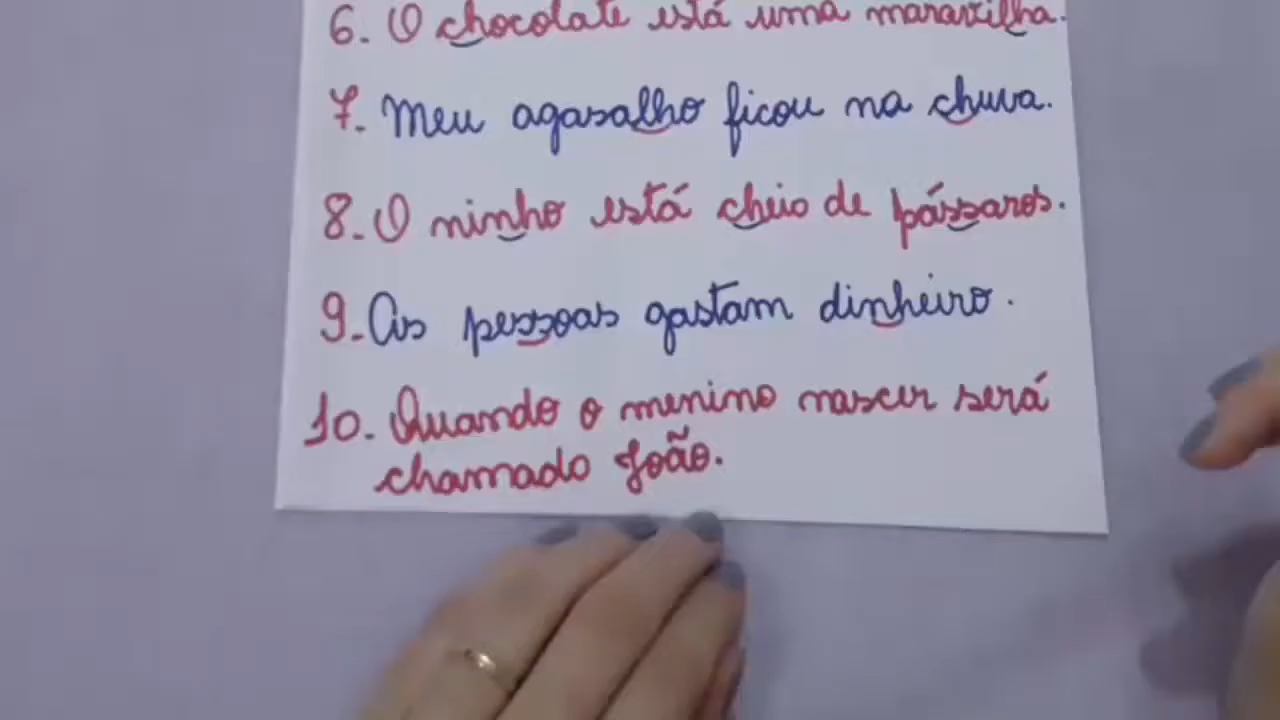 6. O chocolate está uma maravilha.
7. Meu agasalho ficou na chuva.
8. O ninho está cheio de pássaros.
9. As pessoas gastam dinheiro.
10. Quando o menino nascer será
chamado João.